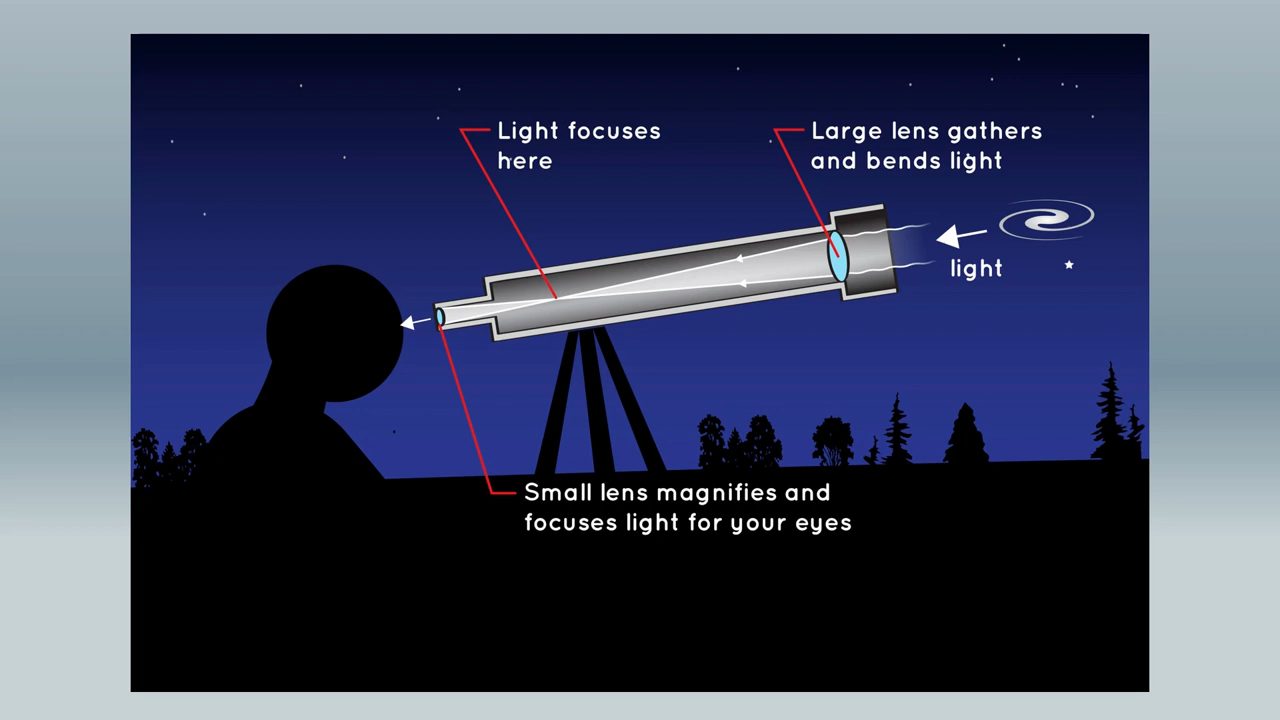 Light focuses
here
Large lens gathers
and bends light
light
Small lens magnifies and
focuses light for your eyes